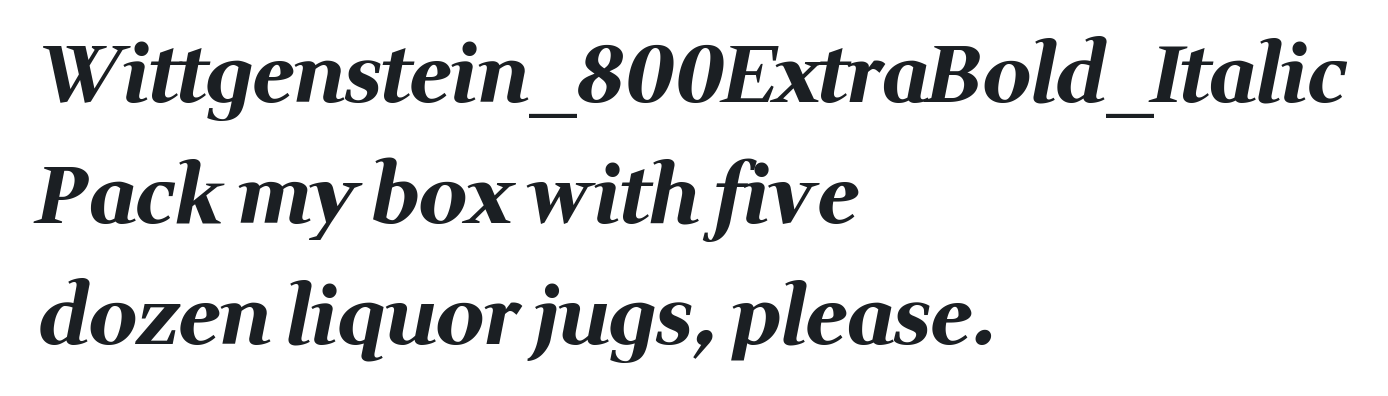 Wittgenstein_800ExtraBold_Italic
Pack my box with five
dozen liquor jugs, please.